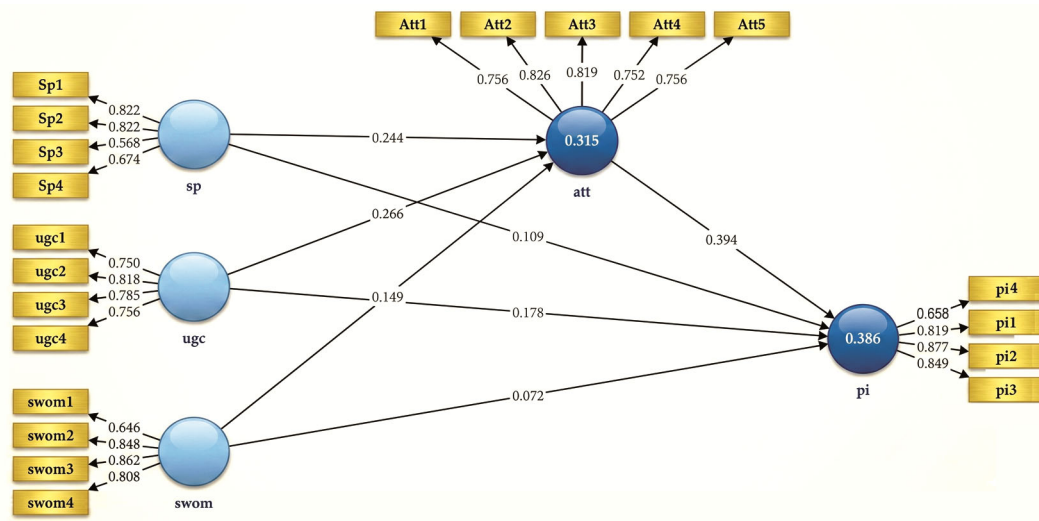 Att1 Att2 Att3 Att4 Att5
0.756 0.826 0.819 0.752 0.756
Sp1
Sp2
Sp3
Sp4
0.822
0.822
0.568
0.674
sp
0.244
0.315
att
ugc1
ugc2
ugc3
ugc4
0.750
0.818
0.785
0.756
ugc
0.266
0.109
0.394
0.149
0.178
0.072
swom1
swom2
swom3
swom4
0.646
0.848
0.862
0.808
swom
0.386
pi
0.658
0.819
0.877
0.849
pi4
pi1
pi2
pi3